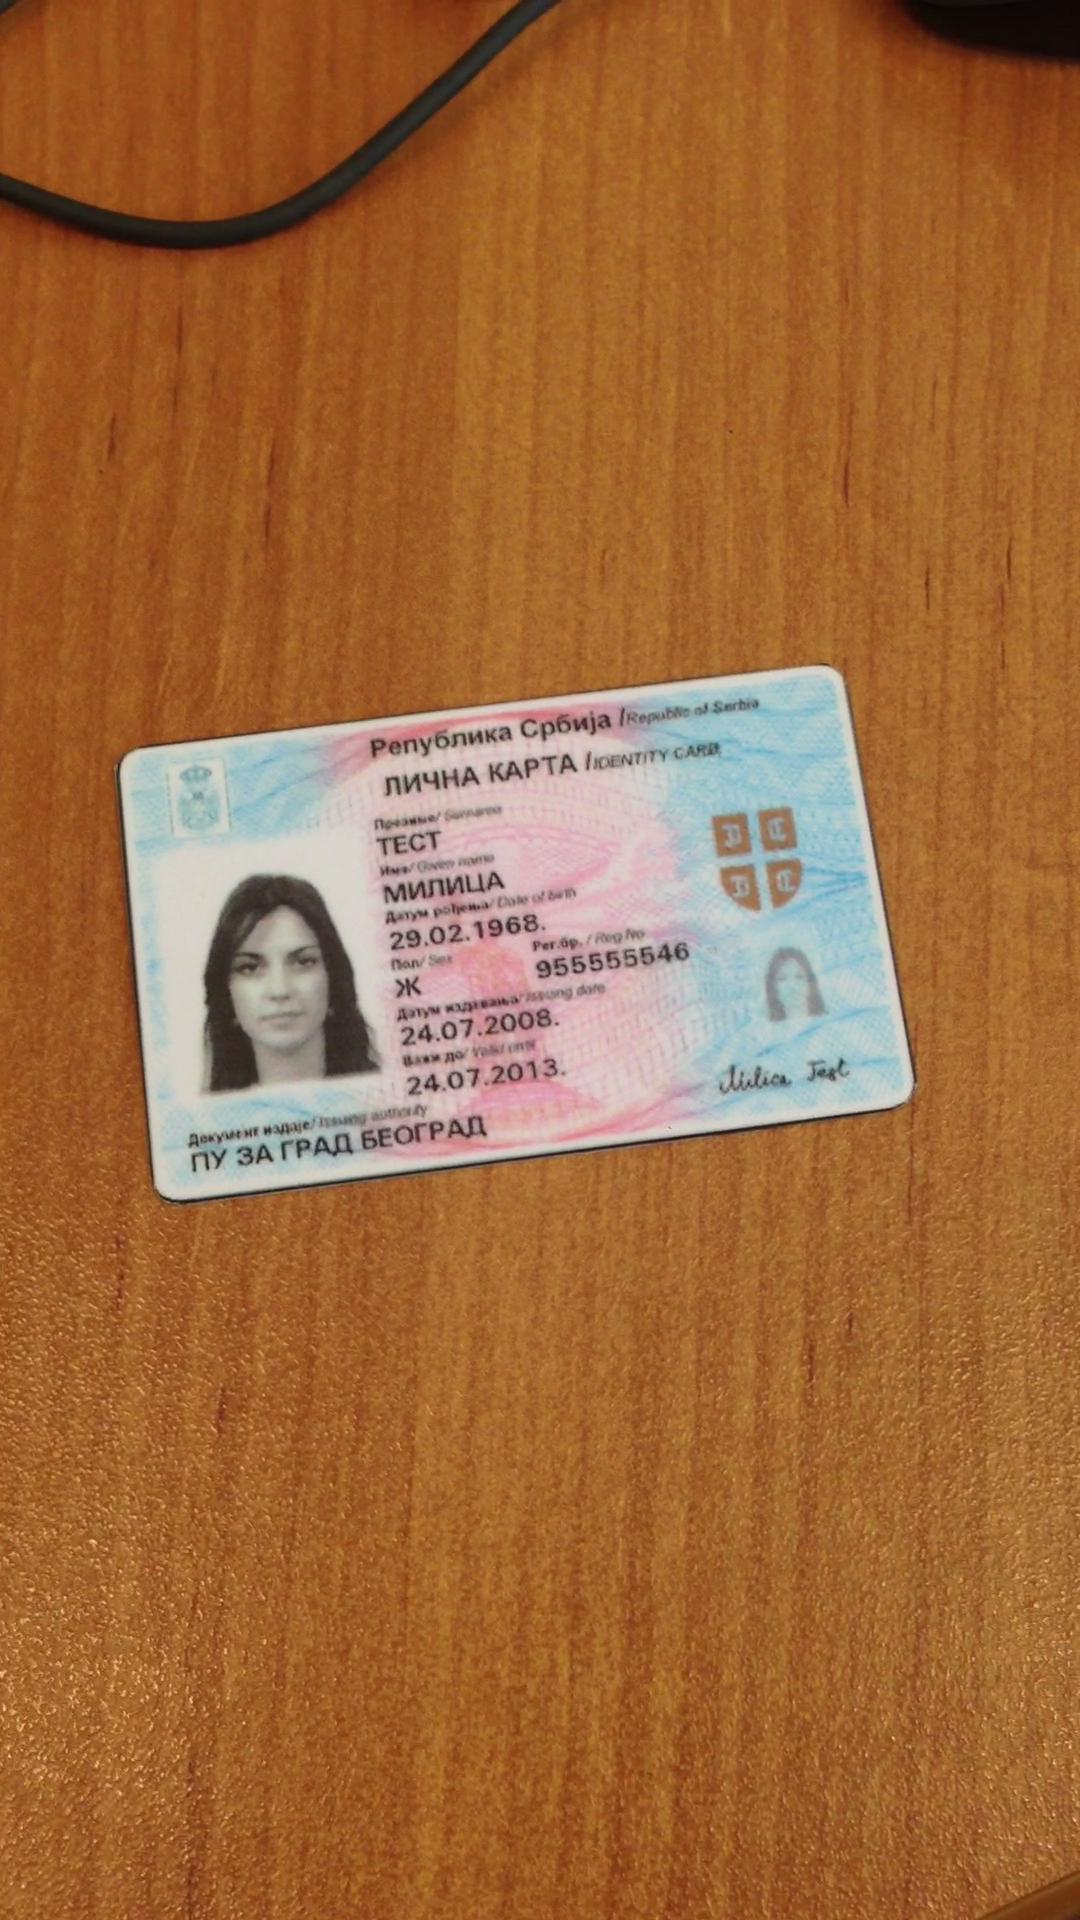 Република Србија /Republic of Serbia
ЛИЧНА КАРТА /IDENTITY CARD
Презиме/ Surname
ТЕСТ
Име/ Given name
МИЛИЦА
Датум рођења/ Date of birth
29.02.1968.
Пол/ Sex
Ж
Рег.бр. / Reg No
955555546
Датум издавања/ Issuing date
24.07.2008.
Важи до/ Valid until
24.07.2013.
Документ издаје/ Issuing authority
ПУ ЗА ГРАД БЕОГРАД
Milica Test